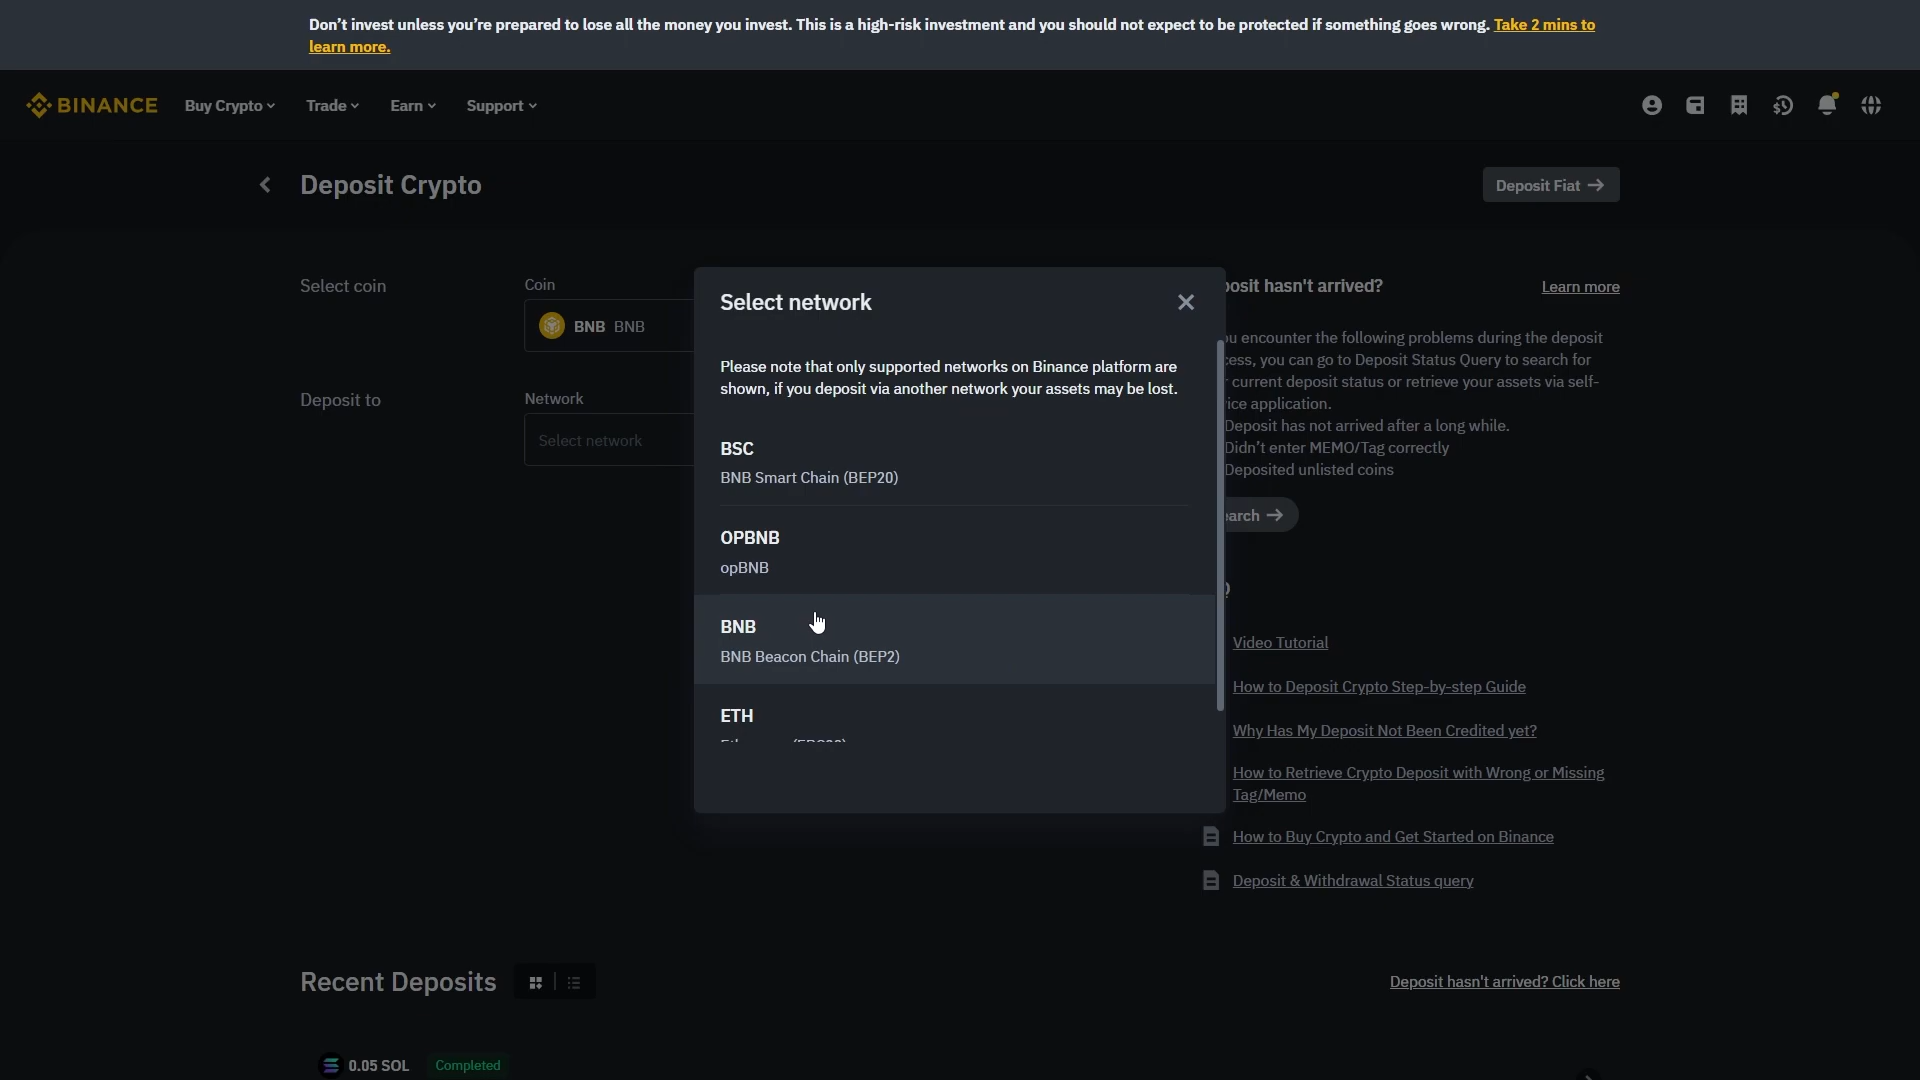 Don't invest unless you're prepared to lose all the money you invest. This is a high-risk investment and you should not expect to be protected if something goes wrong. Take 2 mins to
learn more.
BINANCE
Buy Crypto
Trade
Earn
Support
Deposit Crypto
Deposit Fiat
Select coin
Coin
BNB BNB
Deposit to
Network
Select network
Select network
Please note that only supported networks on Binance platform are
shown, if you deposit via another network your assets may be lost.
BSC
BNB Smart Chain (BEP20)
OPBNB
opBNB
BNB
BNB Beacon Chain (BEP2)
ETH
hasn't arrived?
Learn more
encounter the following problems during the deposit
you can go to Deposit Status Query to search for
current deposit status or retrieve your assets via self-
application.
Deposit has not arrived after a long while.
Didn't enter MEMO/Tag correctly
Deposited unlisted coins
Video Tutorial
How to Deposit Crypto Step-by-step Guide
Why Has My Deposit Not Been Credited yet?
How to Retrieve Crypto Deposit with Wrong or Missing
Tag/Memo
How to Buy Crypto and Get Started on Binance
Deposit & Withdrawal Status query
Recent Deposits
Deposit hasn't arrived? Click here
0.05 SOL
Completed